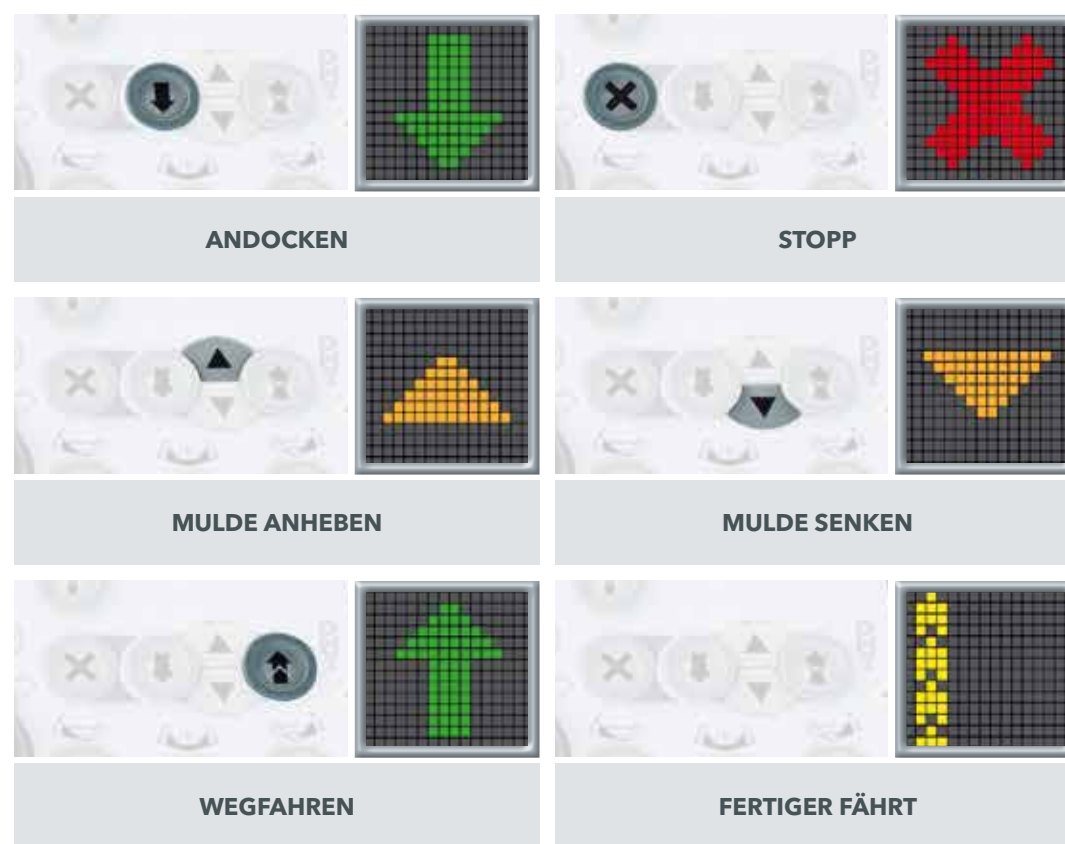 ANDOCKEN
STOPP
MULDE ANHEBEN
MULDE SENKEN
WEGFAHREN
FERTIGER FÄHRT